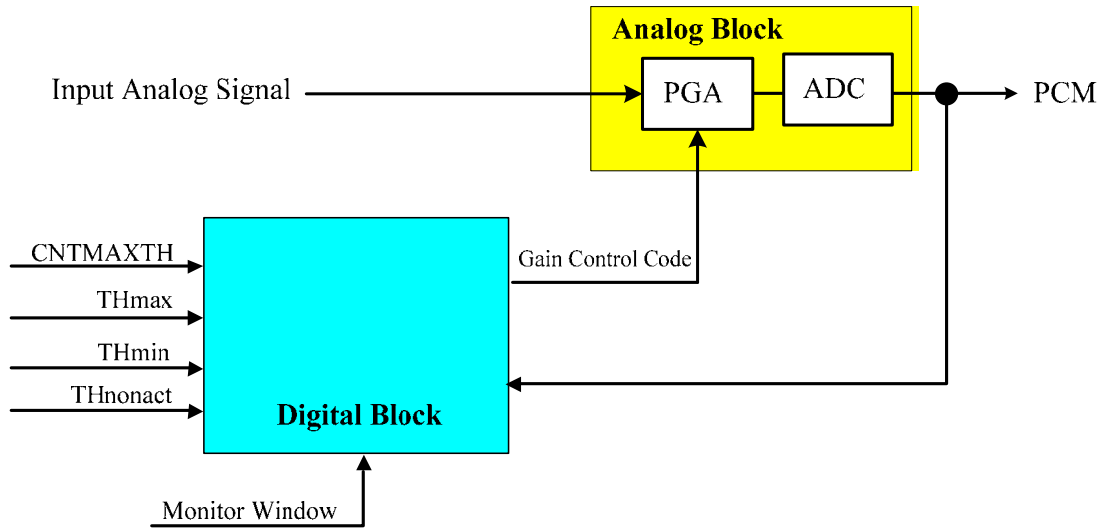 Analog Block
Input Analog Signal
PGA
ADC
PCM
CNTMAXTH
Gain Control Code
THmax
THmin
THnonact
Digital Block
Monitor Window